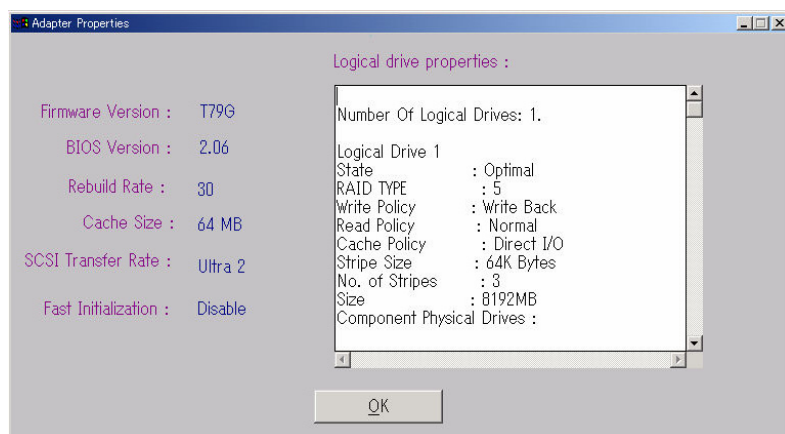 Adapter Properties
Firmware Version : T79G
BIOS Version : 2.06
Rebuild Rate : 30
Cache Size : 64 MB
SCSI Transfer Rate : Ultra 2
Fast Initialization : Disable
Logical drive properties :
Number Of Logical Drives: 1.
Logical Drive 1
State : Optimal
RAID TYPE : 5
Write Policy : Write Back
Read Policy : Normal
Cache Policy : Direct I/O
Stripe Size : 64K Bytes
No. of Stripes : 3
Size : 8192MB
Component Physical Drives :
OK